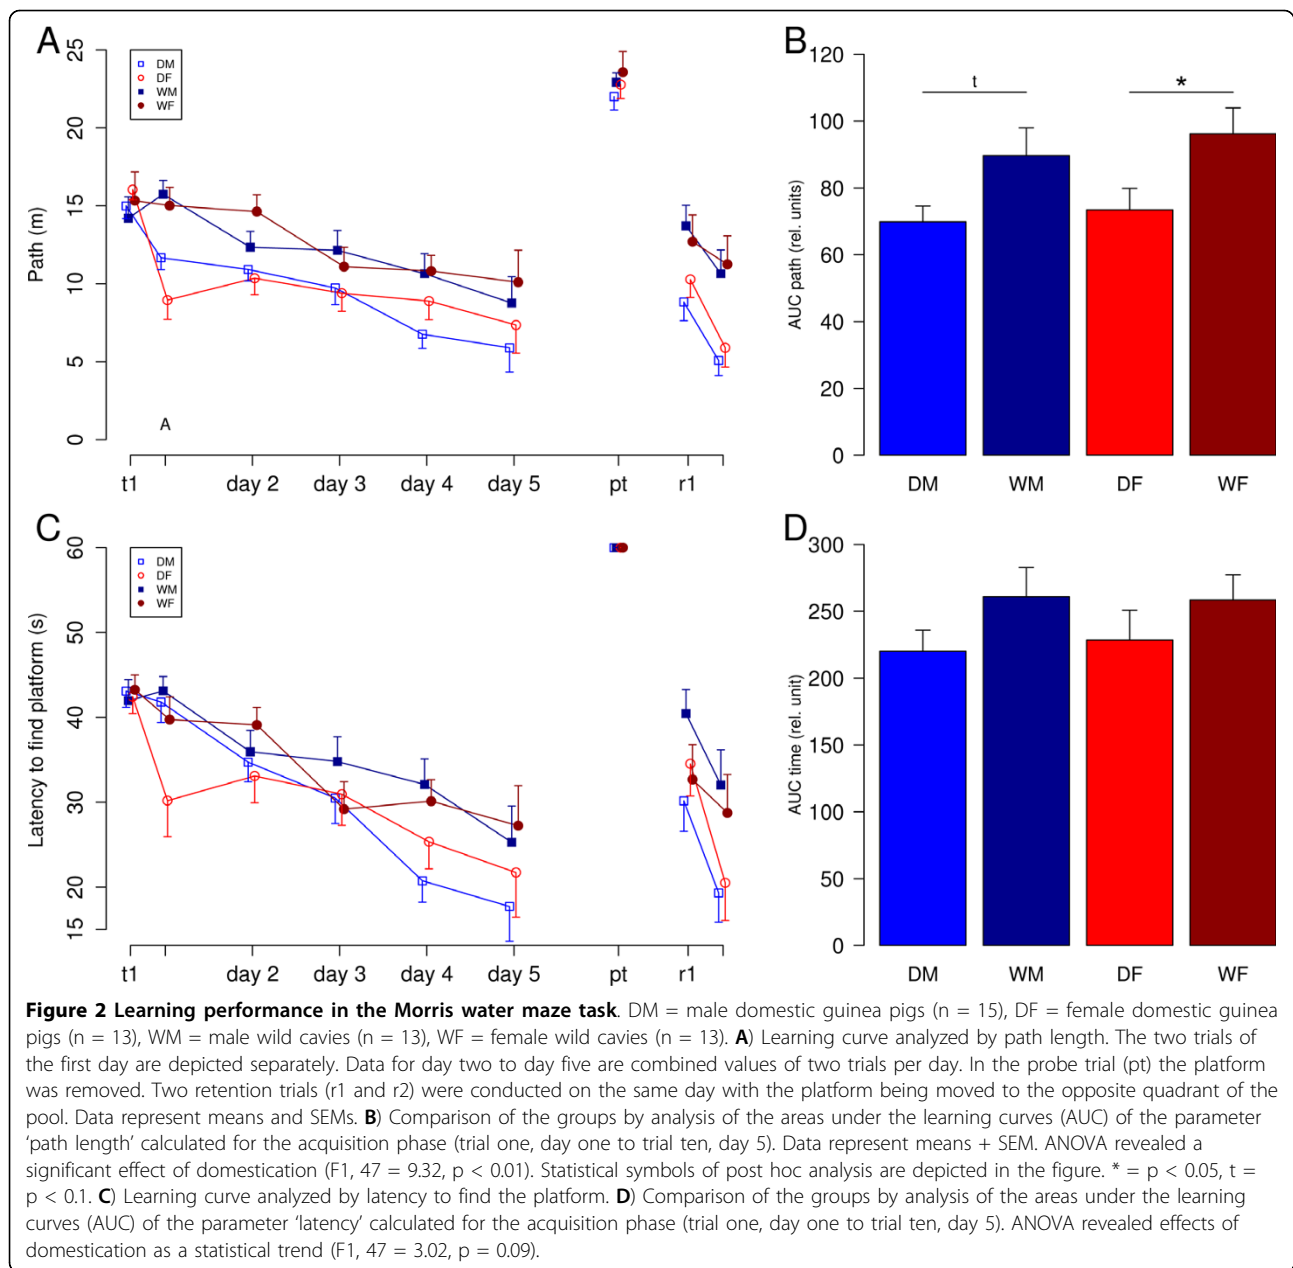 A
25
20
15
10
5
0
Path (m)
DM
DF
WM
WF
A
t1 day 2 day 3 day 4 day 5 pt r1
B
120
100
80
60
40
20
0
AUC path (rel. units)
t *
DM WM DF WF
C
60
50
40
30
20
15
Latency to find platform (s)
DM
DF
WM
WF
t1 day 2 day 3 day 4 day 5 pt r1
D
300
250
200
150
100
50
0
AUC time (rel. unit)
DM WM DF WF
Figure 2 Learning performance in the Morris water maze task. DM = male domestic guinea pigs (n = 15), DF = female domestic guinea
pigs (n = 13), WM = male wild cavies (n = 13), WF = female wild cavies (n = 13). A) Learning curve analyzed by path length. The two trials of
the first day are depicted separately. Data for day two to day five are combined values of two trials per day. In the probe trial (pt) the platform
was removed. Two retention trials (r1 and r2) were conducted on the same day with the platform being moved to the opposite quadrant of the
pool. Data represent means and SEMs. B) Comparison of the groups by analysis of the areas under the learning curves (AUC) of the parameter
‘path length’ calculated for the acquisition phase (trial one, day one to trial ten, day 5). Data represent means + SEM. ANOVA revealed a
significant effect of domestication (F1, 47 = 9.32, p < 0.01). Statistical symbols of post hoc analysis are depicted in the figure. * = p < 0.05, t =
p < 0.1. C) Learning curve analyzed by latency to find the platform. D) Comparison of the groups by analysis of the areas under the learning
curves (AUC) of the parameter ‘latency’ calculated for the acquisition phase (trial one, day one to trial ten, day 5). ANOVA revealed effects of
domestication as a statistical trend (F1, 47 = 3.02, p = 0.09).